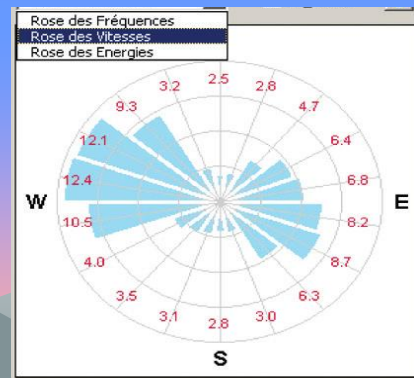 Rose des Fréquences
Rose des Vitesses
Rose des Energies
3.2 2.5 2.8
9.3 4.7
12.1 6.4
12.4 6.8
W E
10.5 8.2
4.0 8.7
3.5 6.3
3.1 2.8 3.0
S